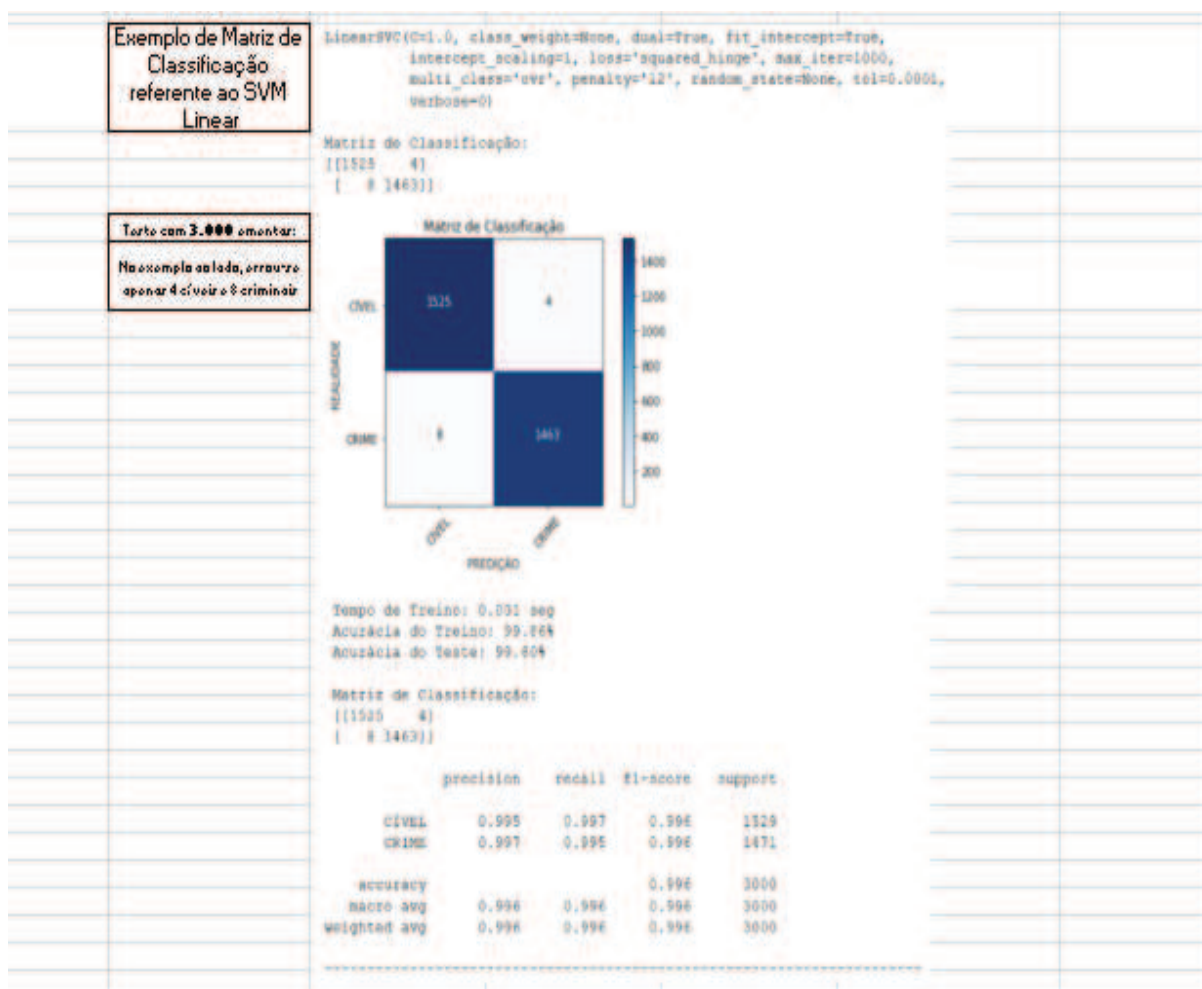 Exemplo de Matriz de
Classificação
referente ao SVM
Linear
LinearSVC(C=1.0, class_weight=None, dual=True, fit_intercept=True,
intercept_scaling=1, loss='squared_hinge', max_iter=1000,
multi_class='ovr', penalty='l2', random_state=None, tol=0.0001,
verbose=0)
Matriz de Classificação:
[[1525 4]
[ 8 1463]]
Teste com 3.000 ementas:
No exemplo ao lado, errou-se
apenas 4 cíveis e 8 criminais
Matriz de Classificação
REALIDADE
CÍVEL
CRIME
1525
4
8
1463
1400
1200
1000
800
600
400
200
CÍVEL
CRIME
PREDIÇÃO
Tempo de Treino: 0.031 seg
Acurácia do Treino: 99.86%
Acurácia do Teste: 99.60%
Matriz de Classificação:
[[1525 4]
[ 8 1463]]
precision recall f1-score support
CÍVEL 0.995 0.997 0.996 1529
CRIME 0.997 0.995 0.996 1471
accuracy 0.996 3000
macro avg 0.996 0.996 0.996 3000
weighted avg 0.996 0.996 0.996 3000